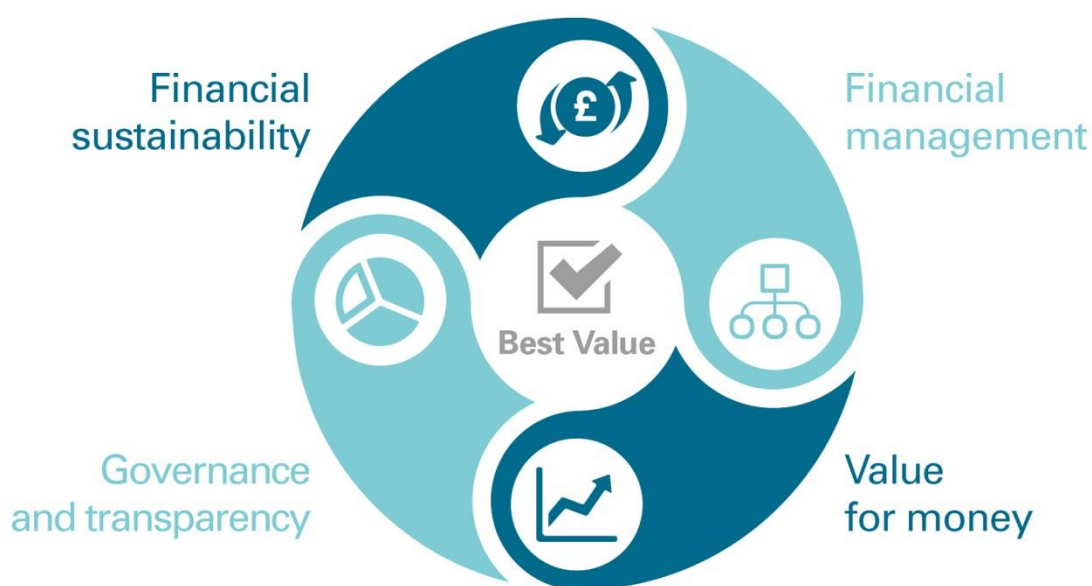 Financial
sustainability
Financial
management
£
Best Value
Governance
and transparency
Value
for money